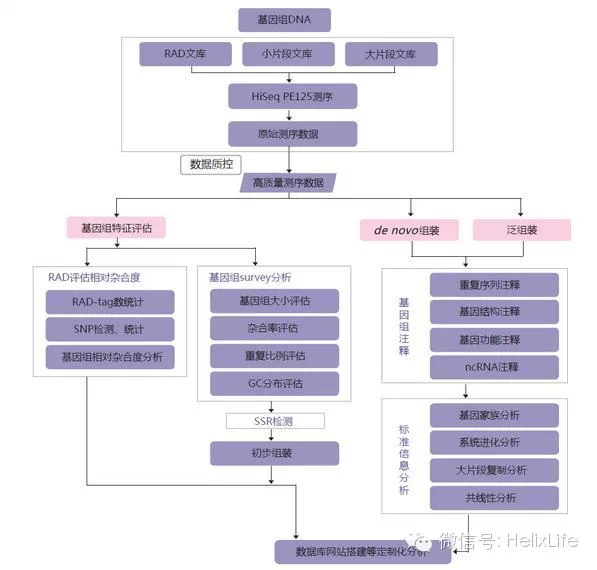 基因组DNA
RAD文库
小片段文库
大片段文库
HiSeq PE125测序
原始测序数据
数据质控
高质量测序数据
基因组特征评估
de novo组装
泛组装
RAD评估相对杂合度
RAD-tag数统计
SNP检测、统计
基因组相对杂合度分析
基因组survey分析
基因组大小评估
杂合率评估
重复比例评估
GC分布评估
SSR检测
初步组装
基因组注释
重复序列注释
基因结构注释
基因功能注释
ncRNA注释
标准信息分析
基因家族分析
系统进化分析
大片段复制分析
共线性分析
数据库网站搭建等定制化分析
微信号: HelixLife